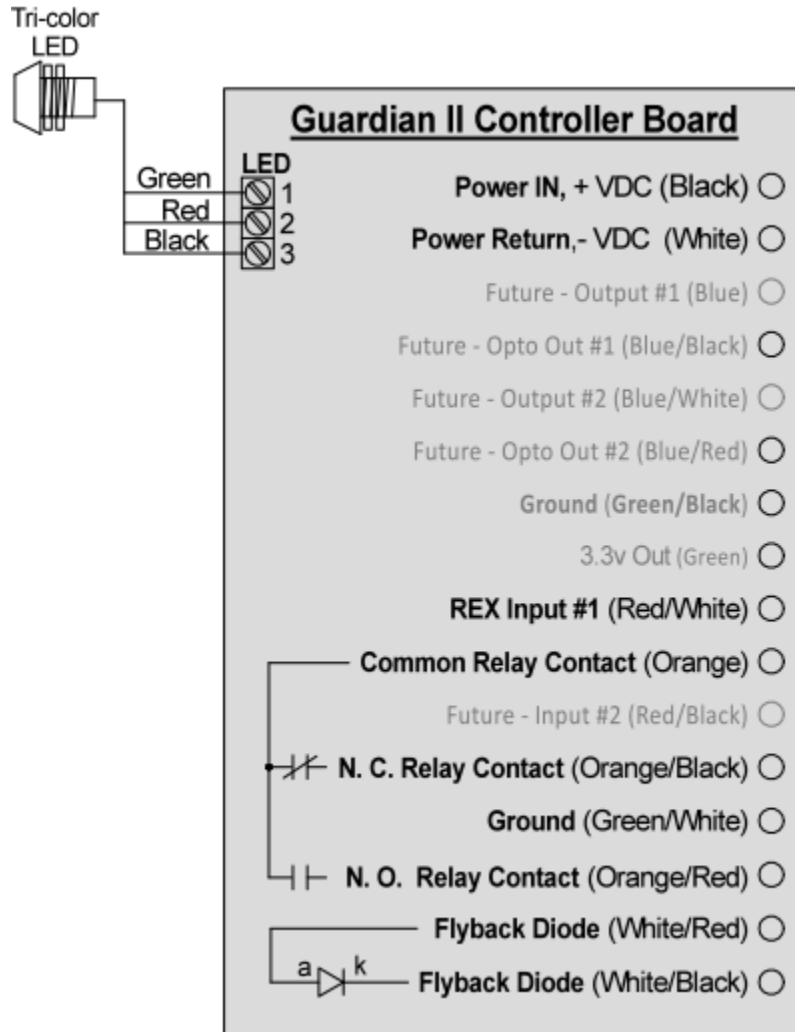 Tri-color
LED
Guardian II Controller Board
LED
Green 1
Red 2
Black 3
Power IN, + VDC (Black)
Power Return,- VDC (White)
Future - Output #1 (Blue)
Future - Opto Out #1 (Blue/Black)
Future - Output #2 (Blue/White)
Future - Opto Out #2 (Blue/Red)
Ground (Green/Black)
3.3v Out (Green)
REX Input #1 (Red/White)
Common Relay Contact (Orange)
Future - Input #2 (Red/Black)
N. C. Relay Contact (Orange/Black)
Ground (Green/White)
N. O. Relay Contact (Orange/Red)
Flyback Diode (White/Red)
a k Flyback Diode (White/Black)